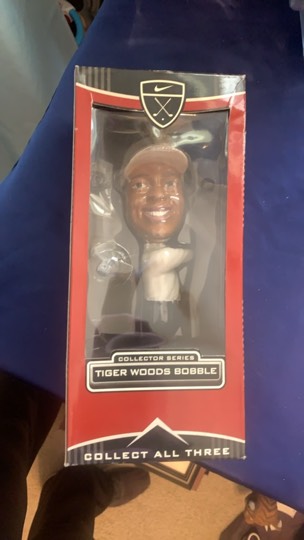 COLLECTOR SERIES
TIGER WOODS BOBBLE
COLLECT ALL THREE